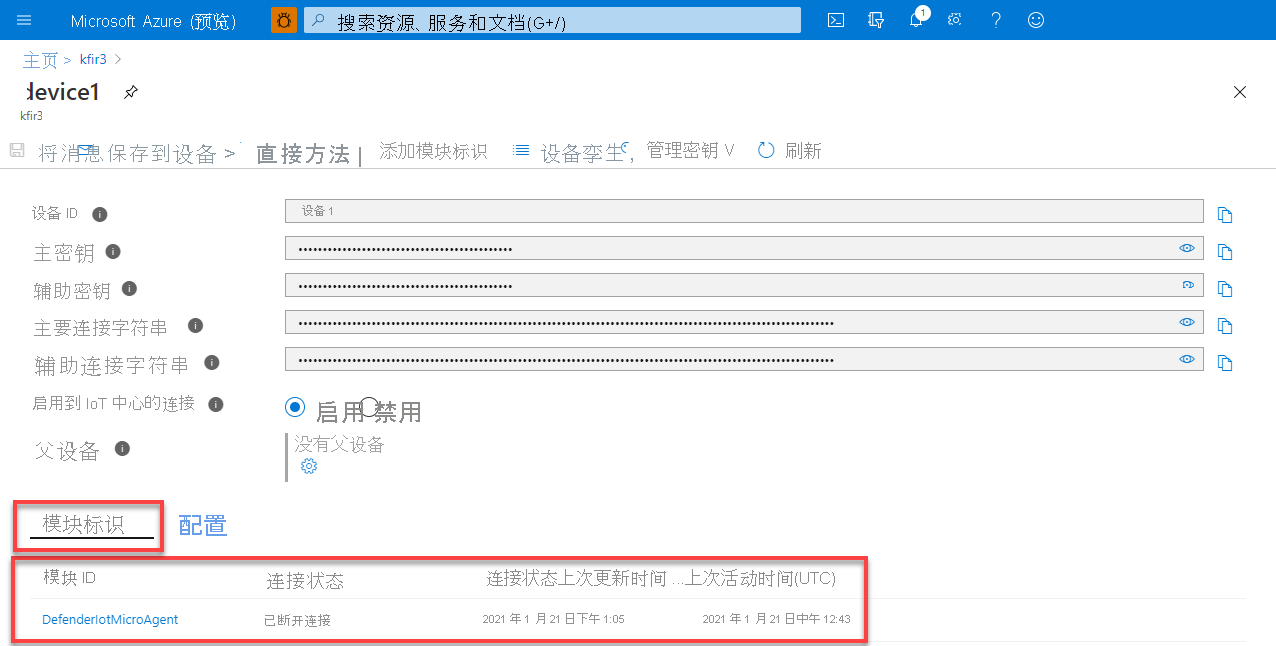 Microsoft Azure (预览)
搜索资源、服务和文档(G+/)
1
主页 > kfir3 >
device1
kfir3
将消息保存到设备 > 直接方法 | 添加模块标识 设备孪生, 管理密钥 V 刷新
设备 ID 设备 1
主密钥
辅助密钥
主要连接字符串
辅助连接字符串
启用到 IoT 中心的连接 启用 禁用
父设备 没有父设备
模块标识 配置
模块 ID 连接状态 连接状态上次更新时间 ...上次活动时间(UTC)
DefenderIotMicroAgent 已断开连接 2021 年 1 月 21 日下午 1:05 2021 年 1 月 21 日中午 12:43